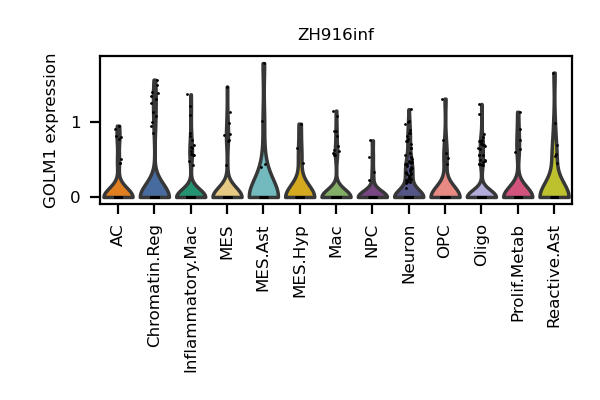 ZH916inf
GOLM1 expression
1
0
AC
Chromatin.Reg
Inflammatory.Mac
MES
MES.Ast
MES.Hyp
Mac
NPC
Neuron
OPC
Oligo
Prolif.Metab
Reactive.Ast